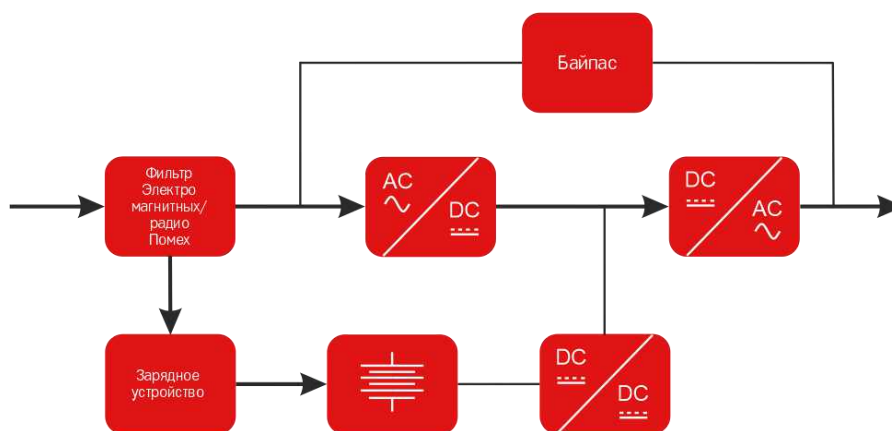 Байпас
Фильтр
Электро
магнитных/
радио
Помех
AC
DC
DC
AC
Зарядное
устройство
DC
DC